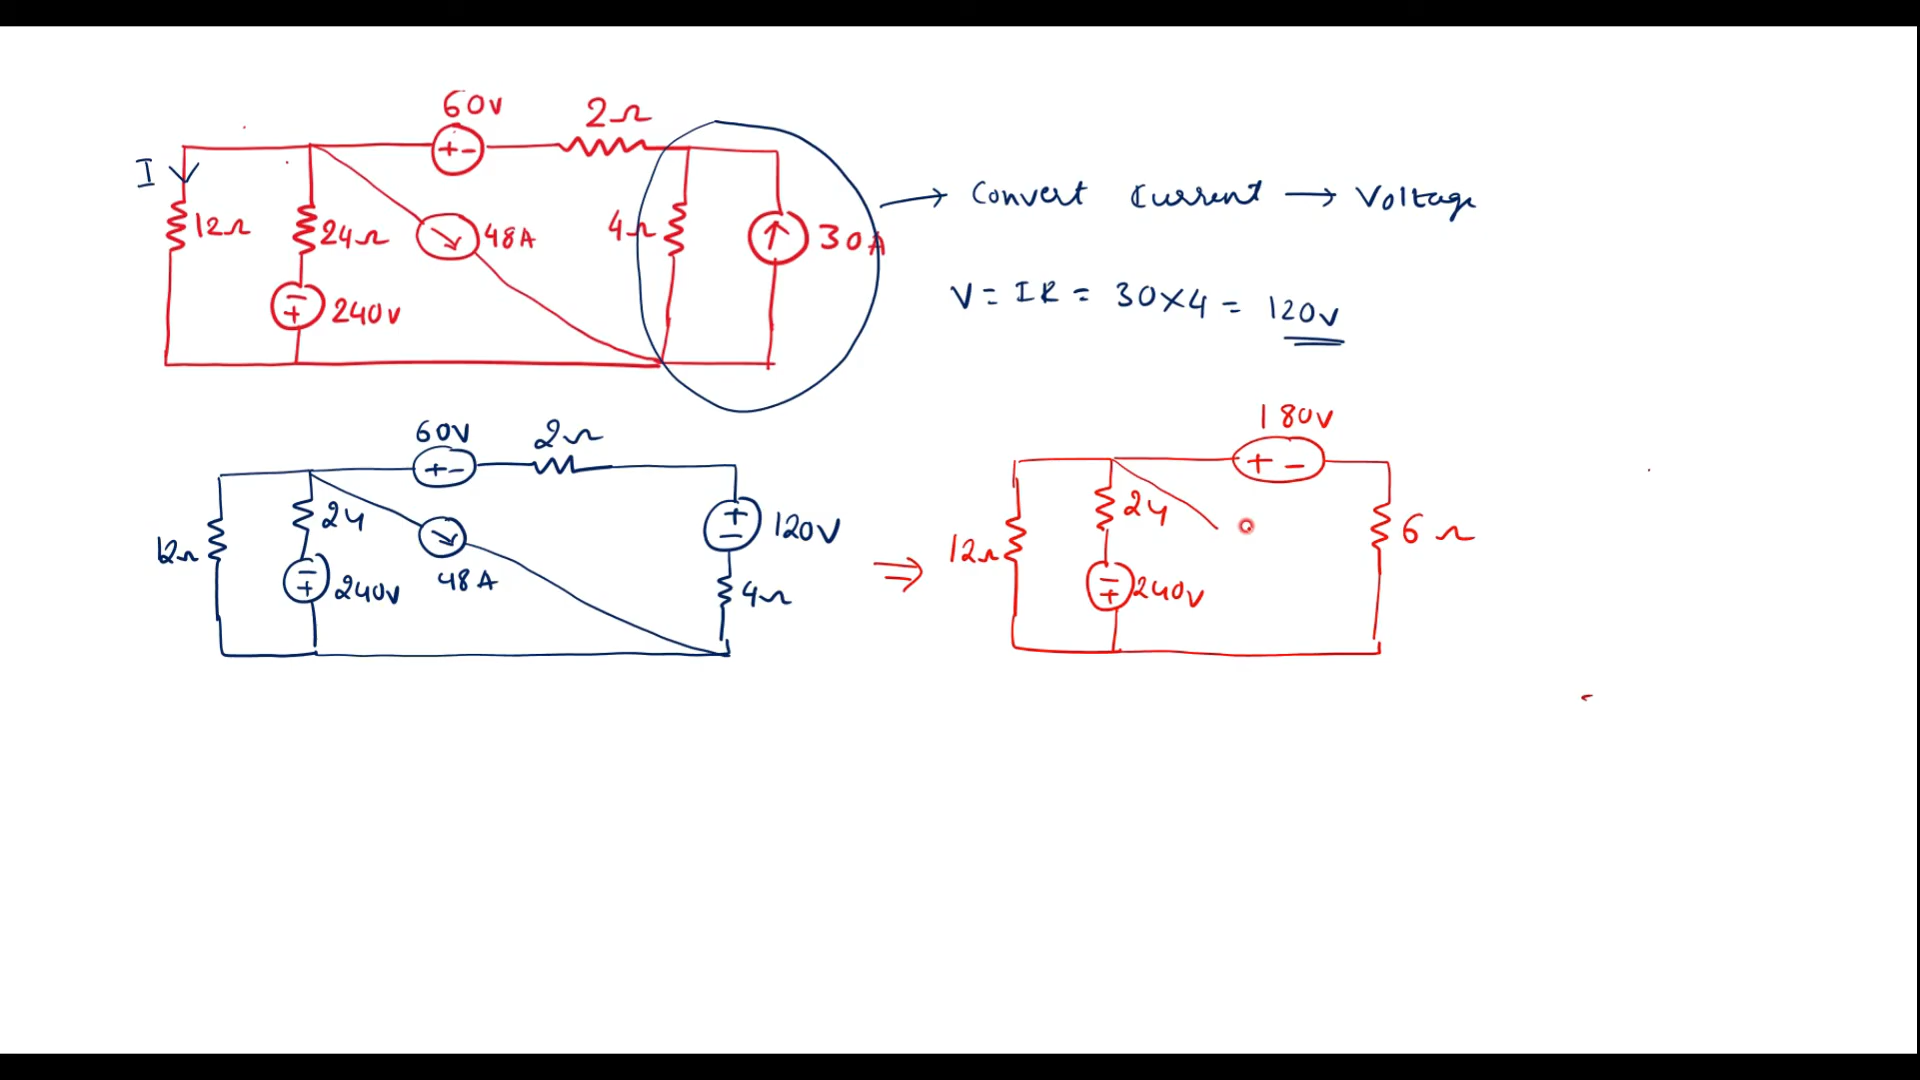 60V
2Ω
I
12Ω
24Ω
48A
4Ω
30A
240V
→ Convert Current → Voltage
V = IR = 30×4 = 120V
60V
2Ω
12Ω
24
240V
48A
120V
4Ω
⇒
180V
12Ω
24
240V
6Ω